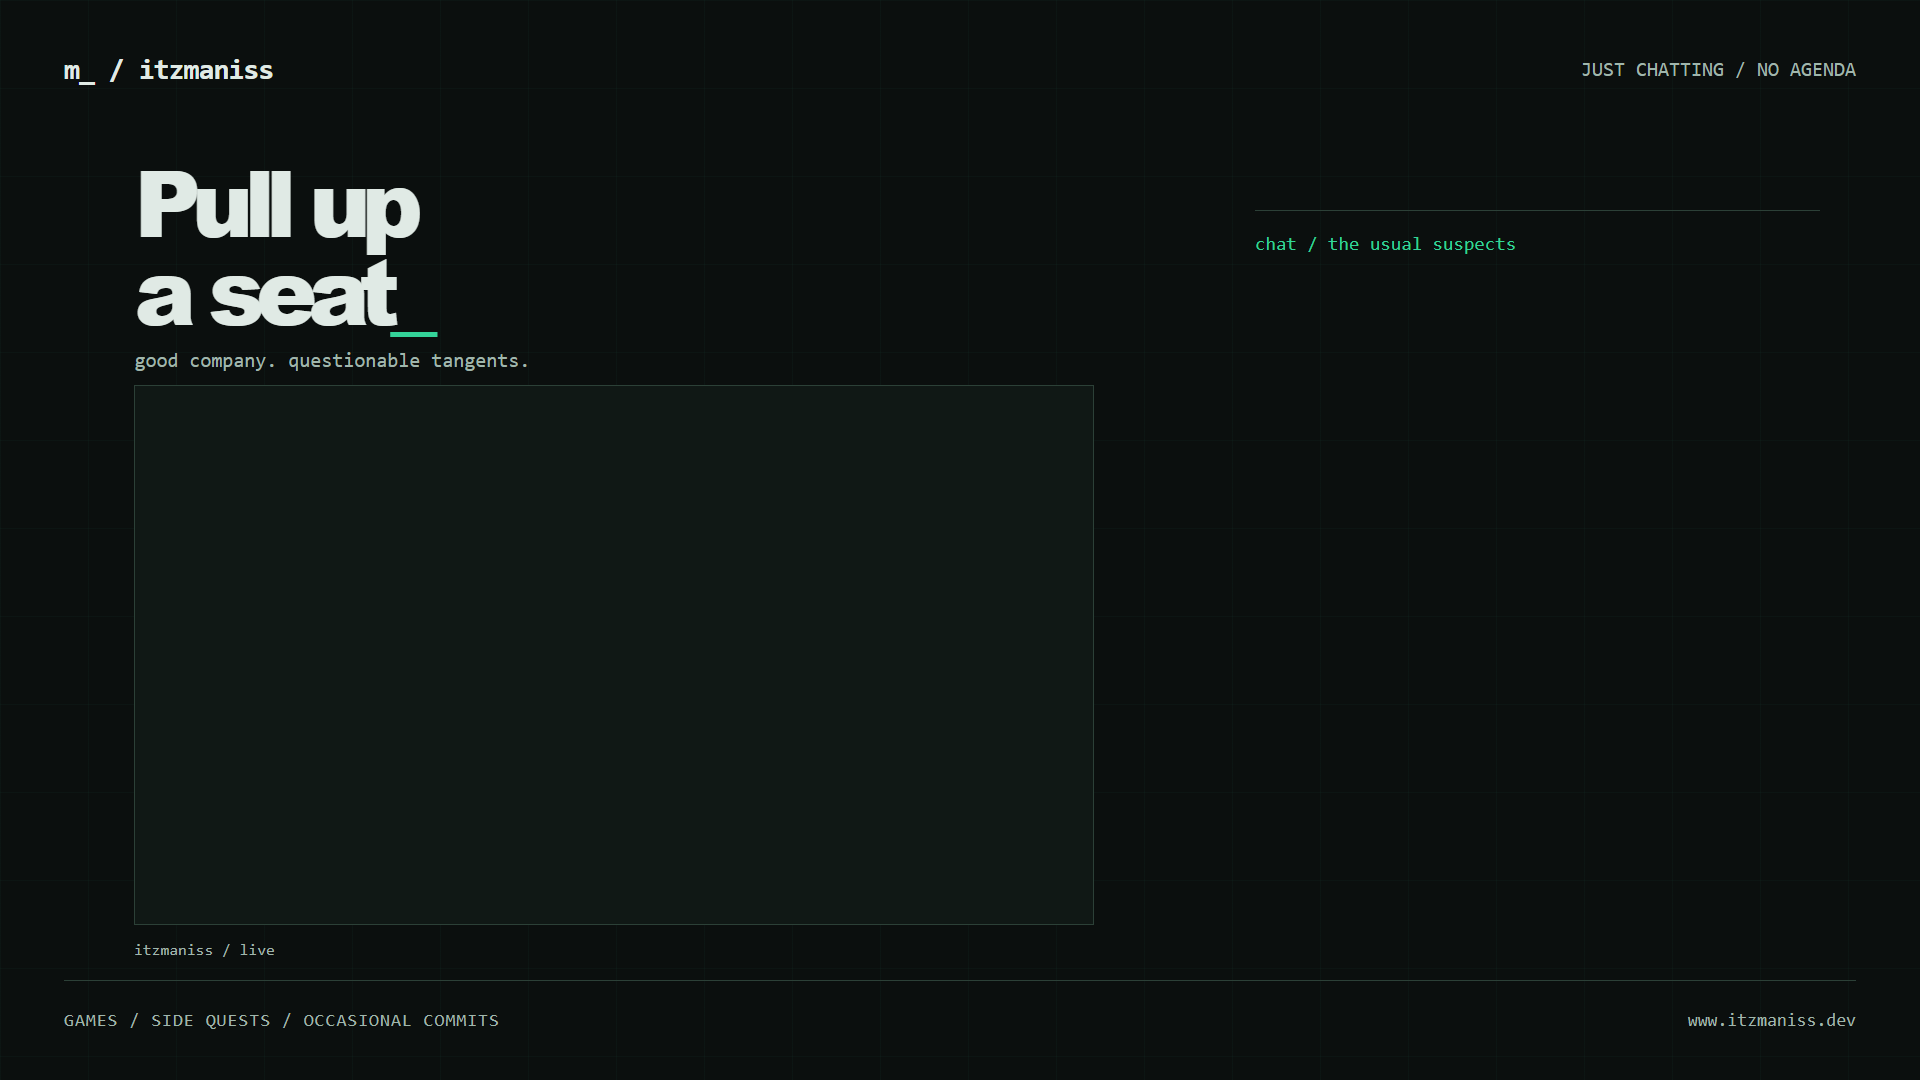 m_ / itzmaniss
JUST CHATTING / NO AGENDA
Pull up
a seat_
good company. questionable tangents.
chat / the usual suspects
itzmaniss / live
GAMES / SIDE QUESTS / OCCASIONAL COMMITS
www.itzmaniss.dev